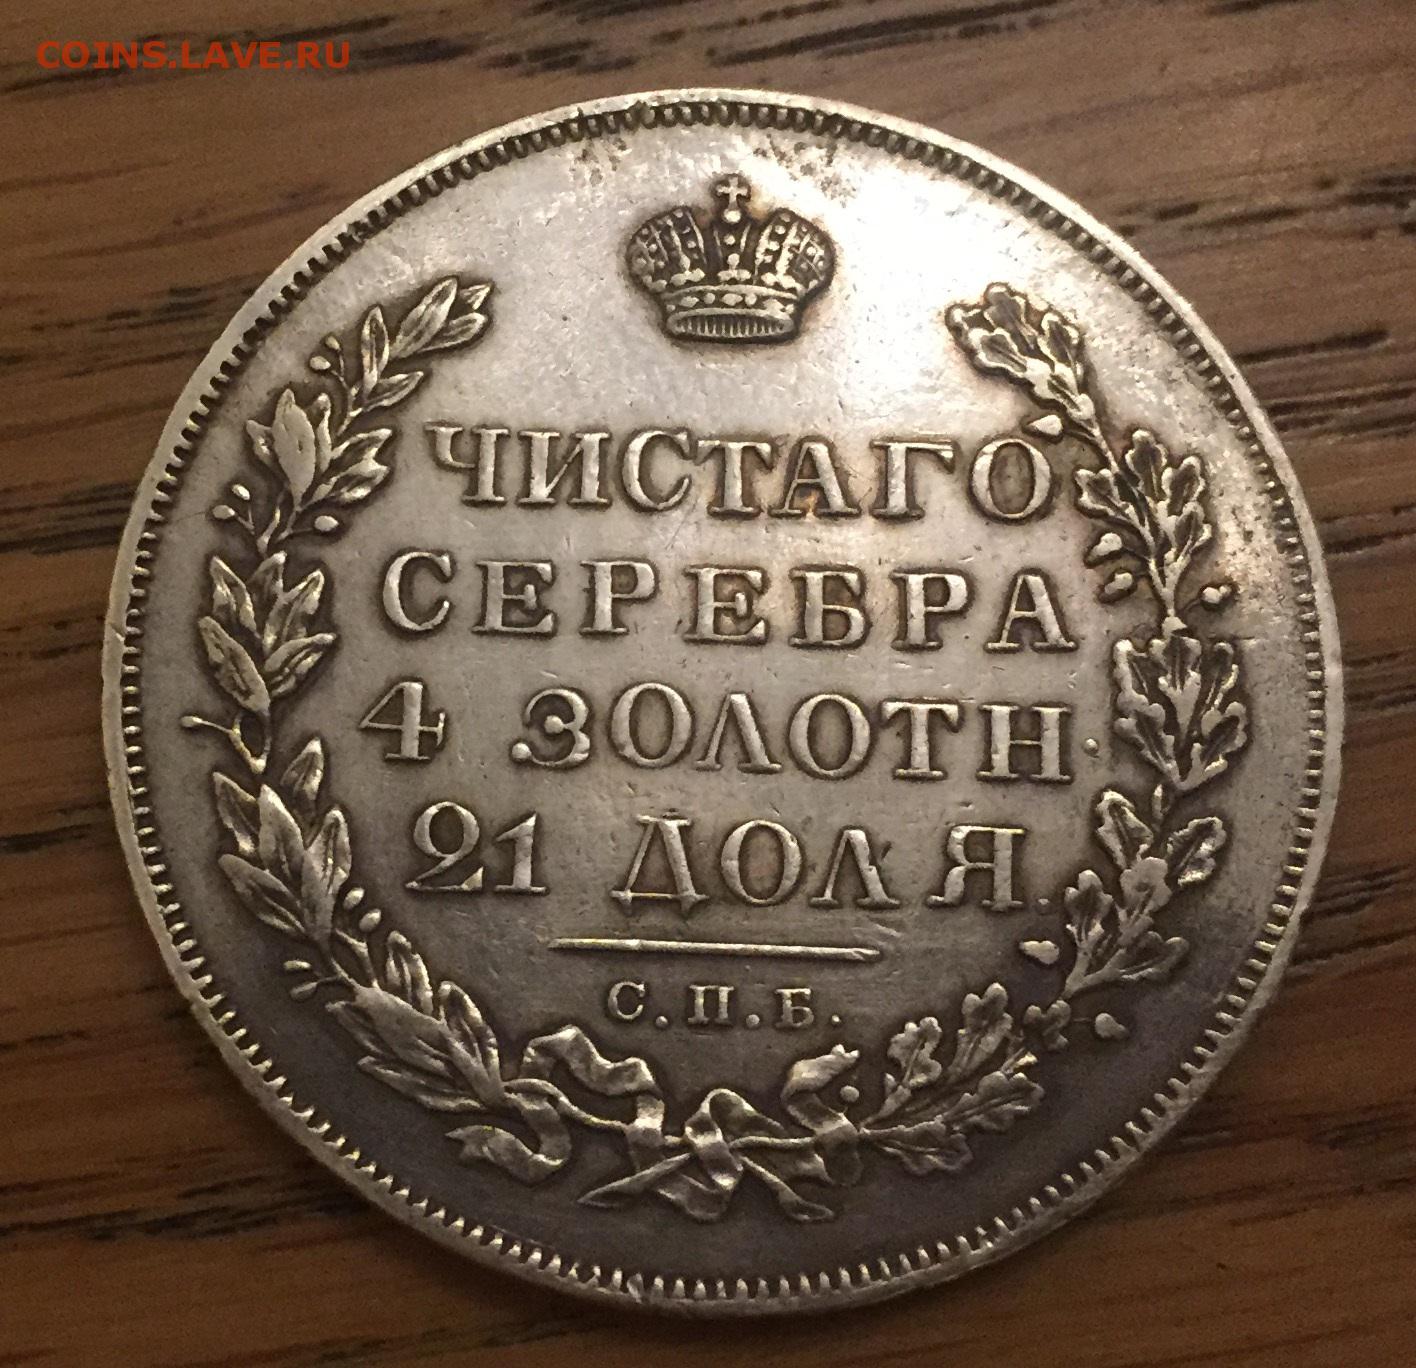 COINS.LAVE.RU
ЧИСТАГО
СЕРЕБРА
4 ЗОЛОТН.
21 ДОЛЯ.
С.П.Б.